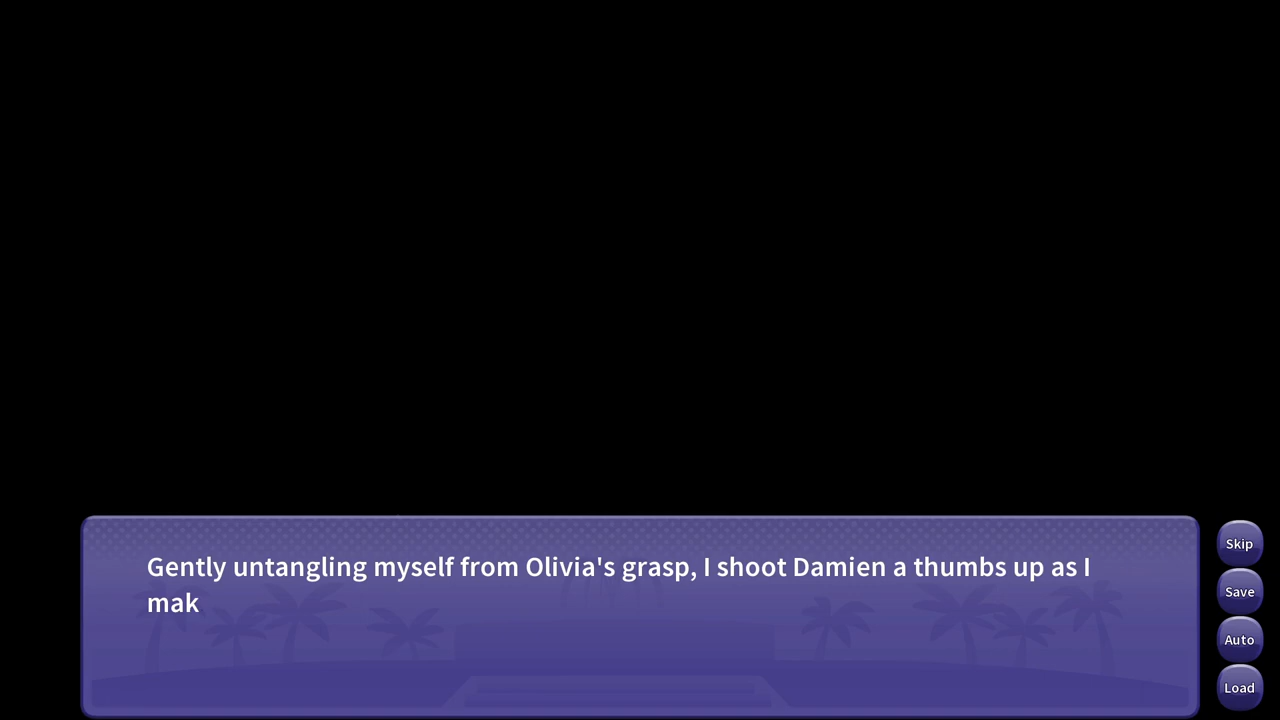 Gently untangling myself from Olivia's grasp, I shoot Damien a thumbs up as I
mak
Skip
Save
Auto
Load